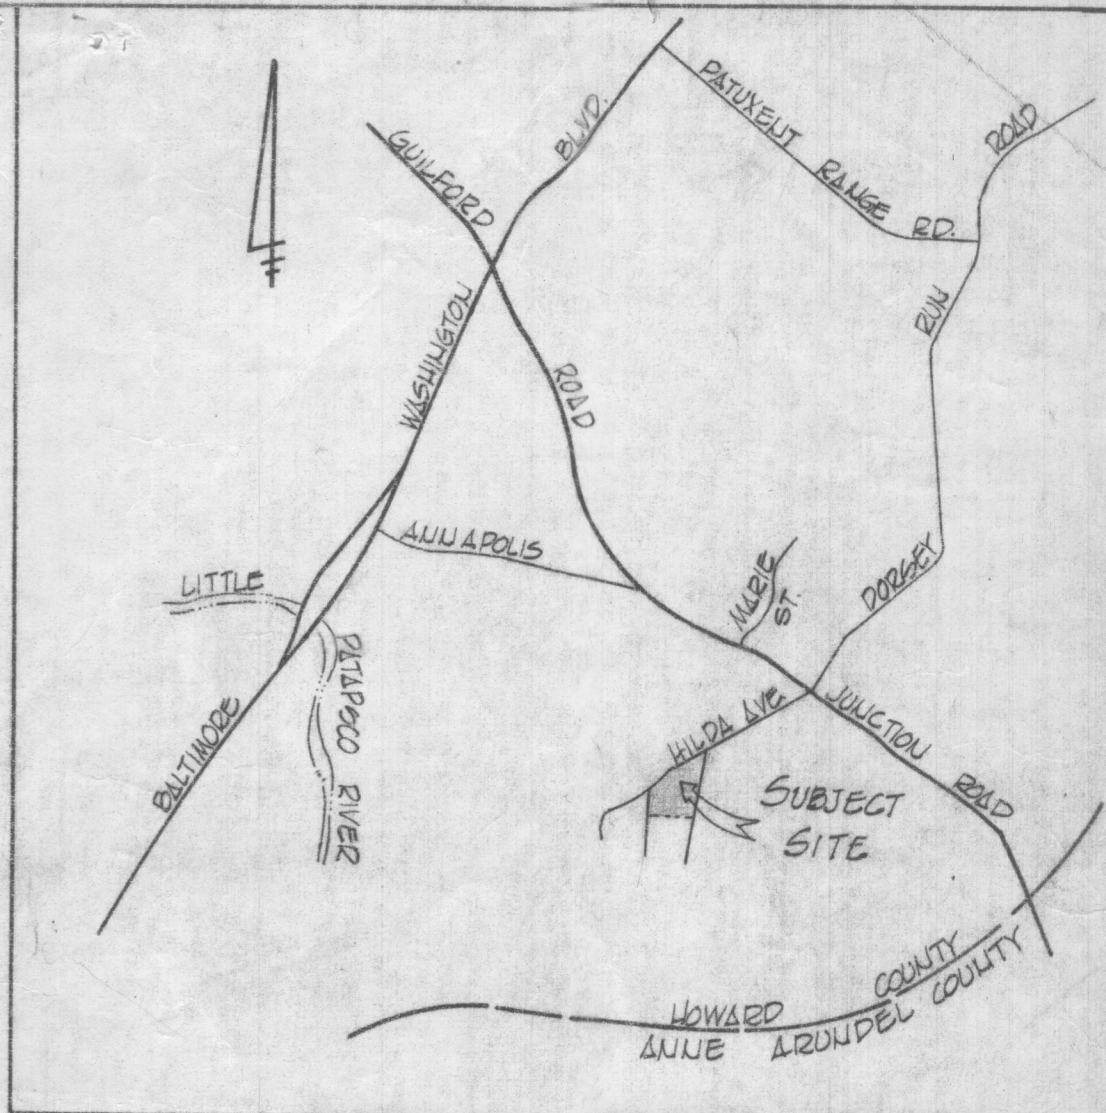 PATUXENT RANGE RD.
GUILFORD ROAD
BALTIMORE WASHINGTON BLVD.
DORSEY RUN ROAD
ANNAPOLIS JUNCTION ROAD
MARIE ST.
LITTLE PATAPSCO RIVER
HILDA AVE
SUBJECT
SITE
HOWARD COUNTY
ANNE ARUNDEL COUNTY